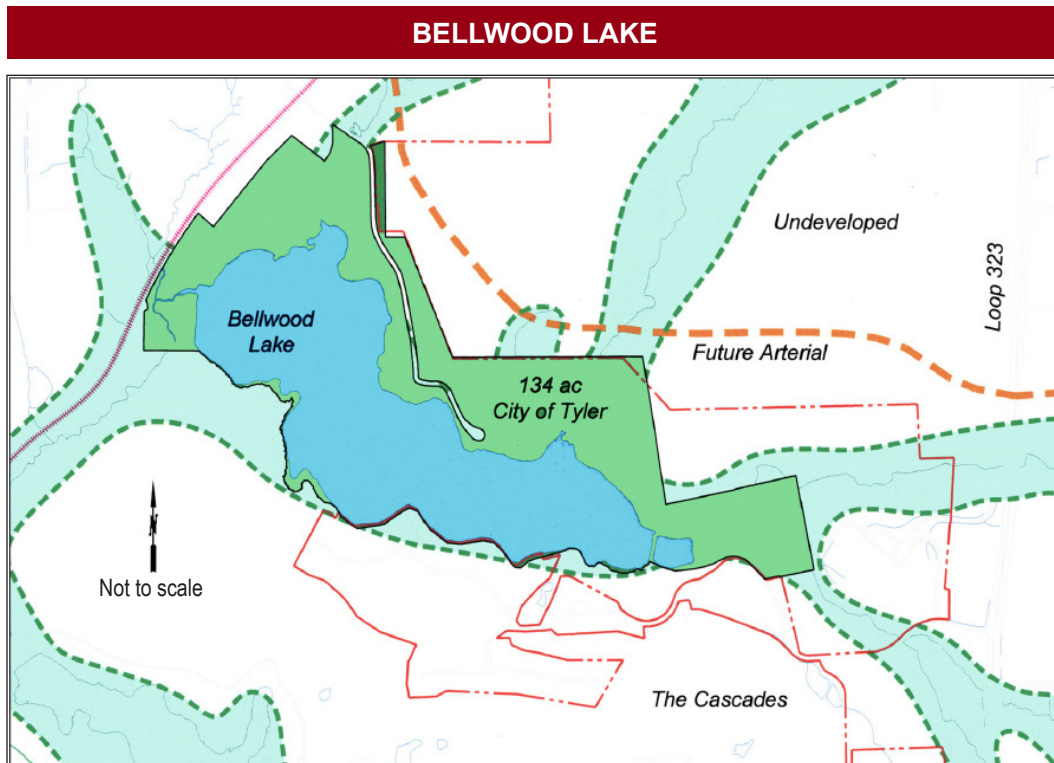 BELLWOOD LAKE
Undeveloped
Loop 323
Bellwood
Lake
Future Arterial
134 ac
City of Tyler
N
Not to scale
The Cascades